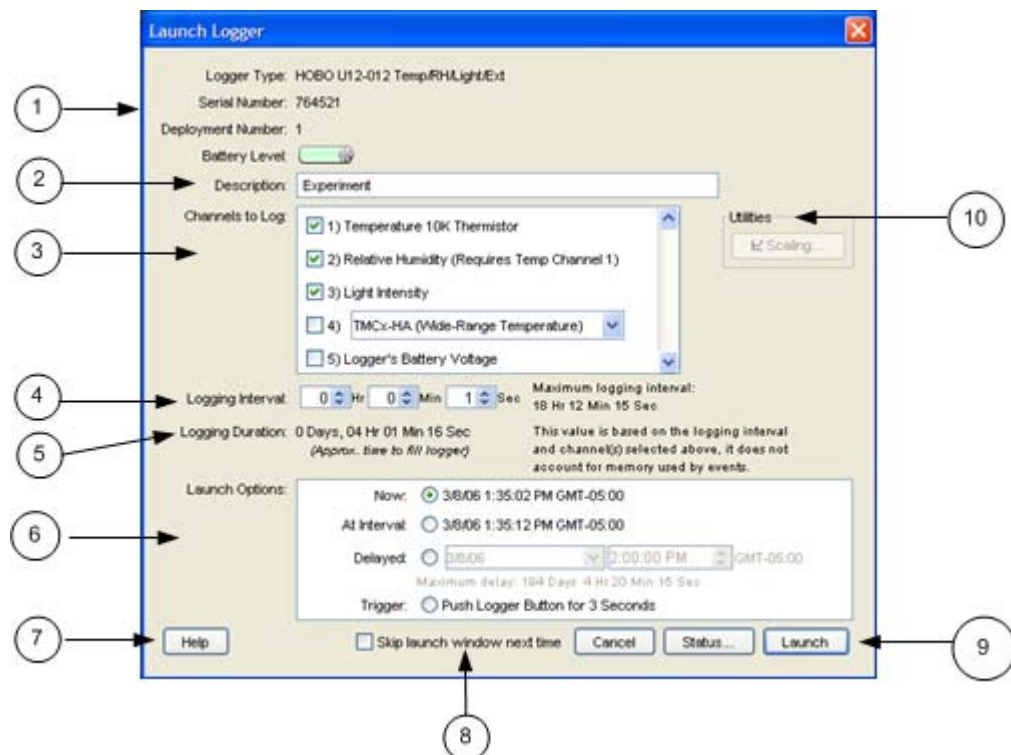 Launch Logger
Logger Type: HOBO U12-012 Temp/RH/Light/Ext
1
Serial Number: 764521
Deployment Number: 1
Battery Level:
2
Description: Experiment
3
Channels to Log:
1) Temperature 10K Thermistor
2) Relative Humidity (Requires Temp Channel 1)
3) Light Intensity
4) TMCx-HA (Wide-Range Temperature)
5) Logger's Battery Voltage
Utilities
Scaling...
10
4
Logging Interval: 0 Hr 0 Min 1 Sec
Maximum logging interval:
18 Hr 12 Min 15 Sec
5
Logging Duration: 0 Days, 04 Hr 01 Min 16 Sec
(Approx. time to fill logger)
This value is based on the logging interval
and channel(s) selected above, it does not
account for memory used by events.
6
Launch Options:
Now: 3/8/06 1:35:02 PM GMT-05:00
At Interval: 3/8/06 1:35:12 PM GMT-05:00
Delayed: 3/8/06 2:00:00 PM GMT-05:00
Maximum delay: 194 Days 4 Hr 20 Min 15 Sec
Trigger: Push Logger Button for 3 Seconds
7
Help
Skip launch window next time
Cancel
Status...
Launch
9
8